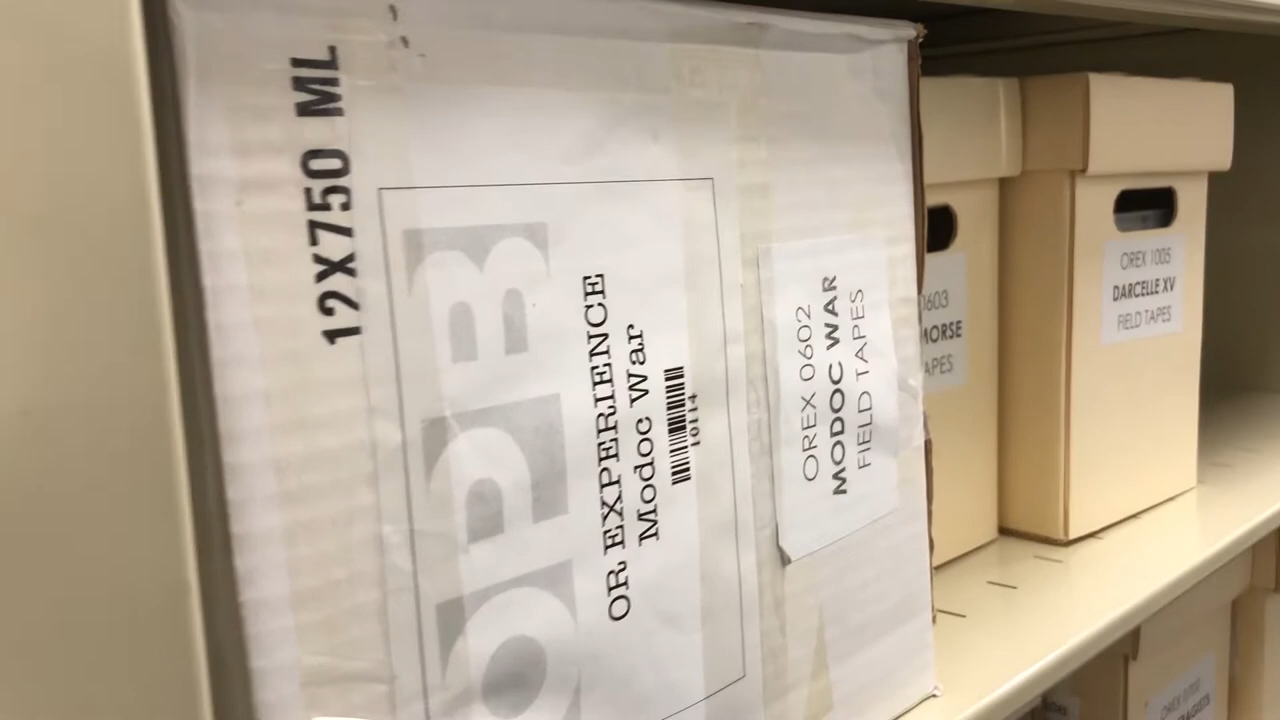 12X750 ML
OPB
OR EXPERIENCE
Modoc War
10114
OREX 0602
MODOC WAR
FIELD TAPES
0603
MORSE
TAPES
OREX 1005
DARCELLE XV
FIELD TAPES